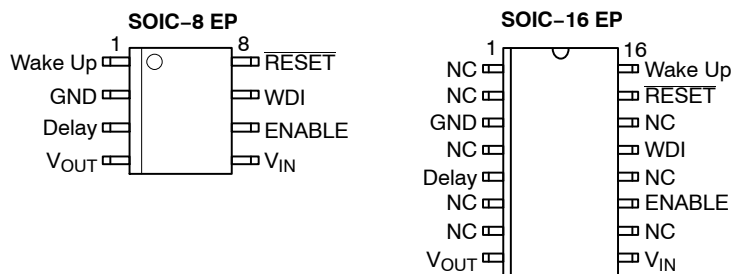 SOIC–8 EP
1 8
Wake Up RESET
GND WDI
Delay ENABLE
VOUT VIN
SOIC–16 EP
1 16
NC Wake Up
NC RESET
GND NC
NC WDI
Delay NC
NC ENABLE
NC NC
VOUT VIN